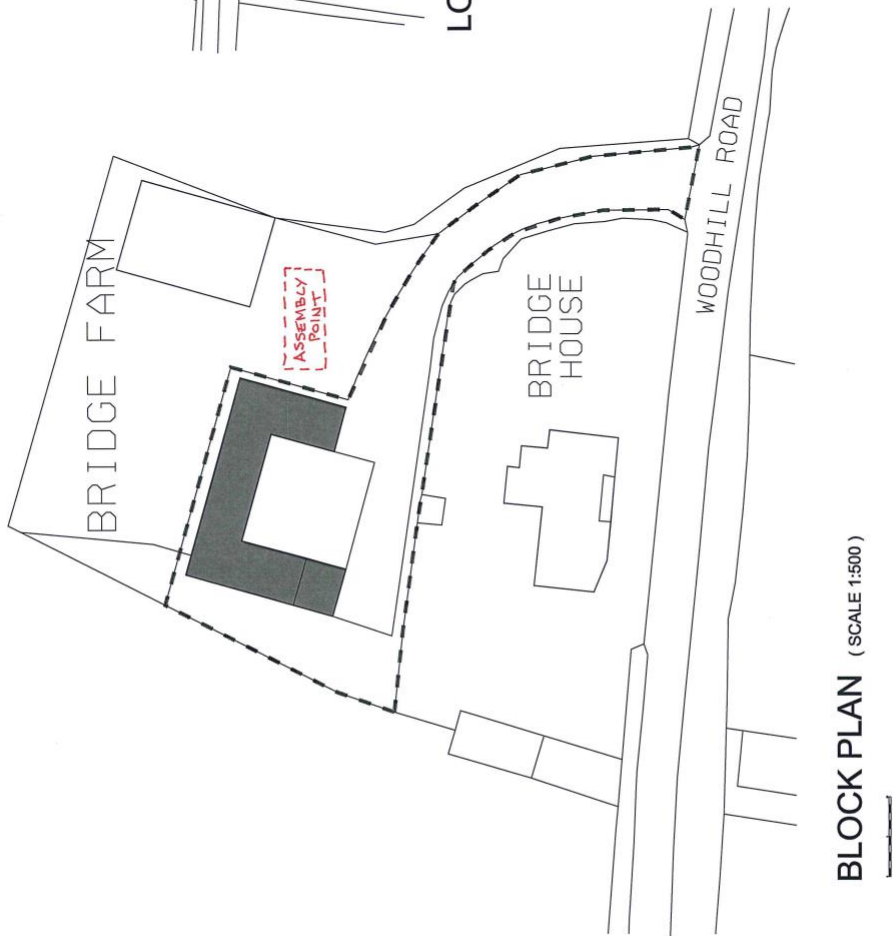 LO
BRIDGE FARM
ASSEMBLY
POINT
BRIDGE
HOUSE
WOODHILL ROAD
BLOCK PLAN ( SCALE 1:500 )